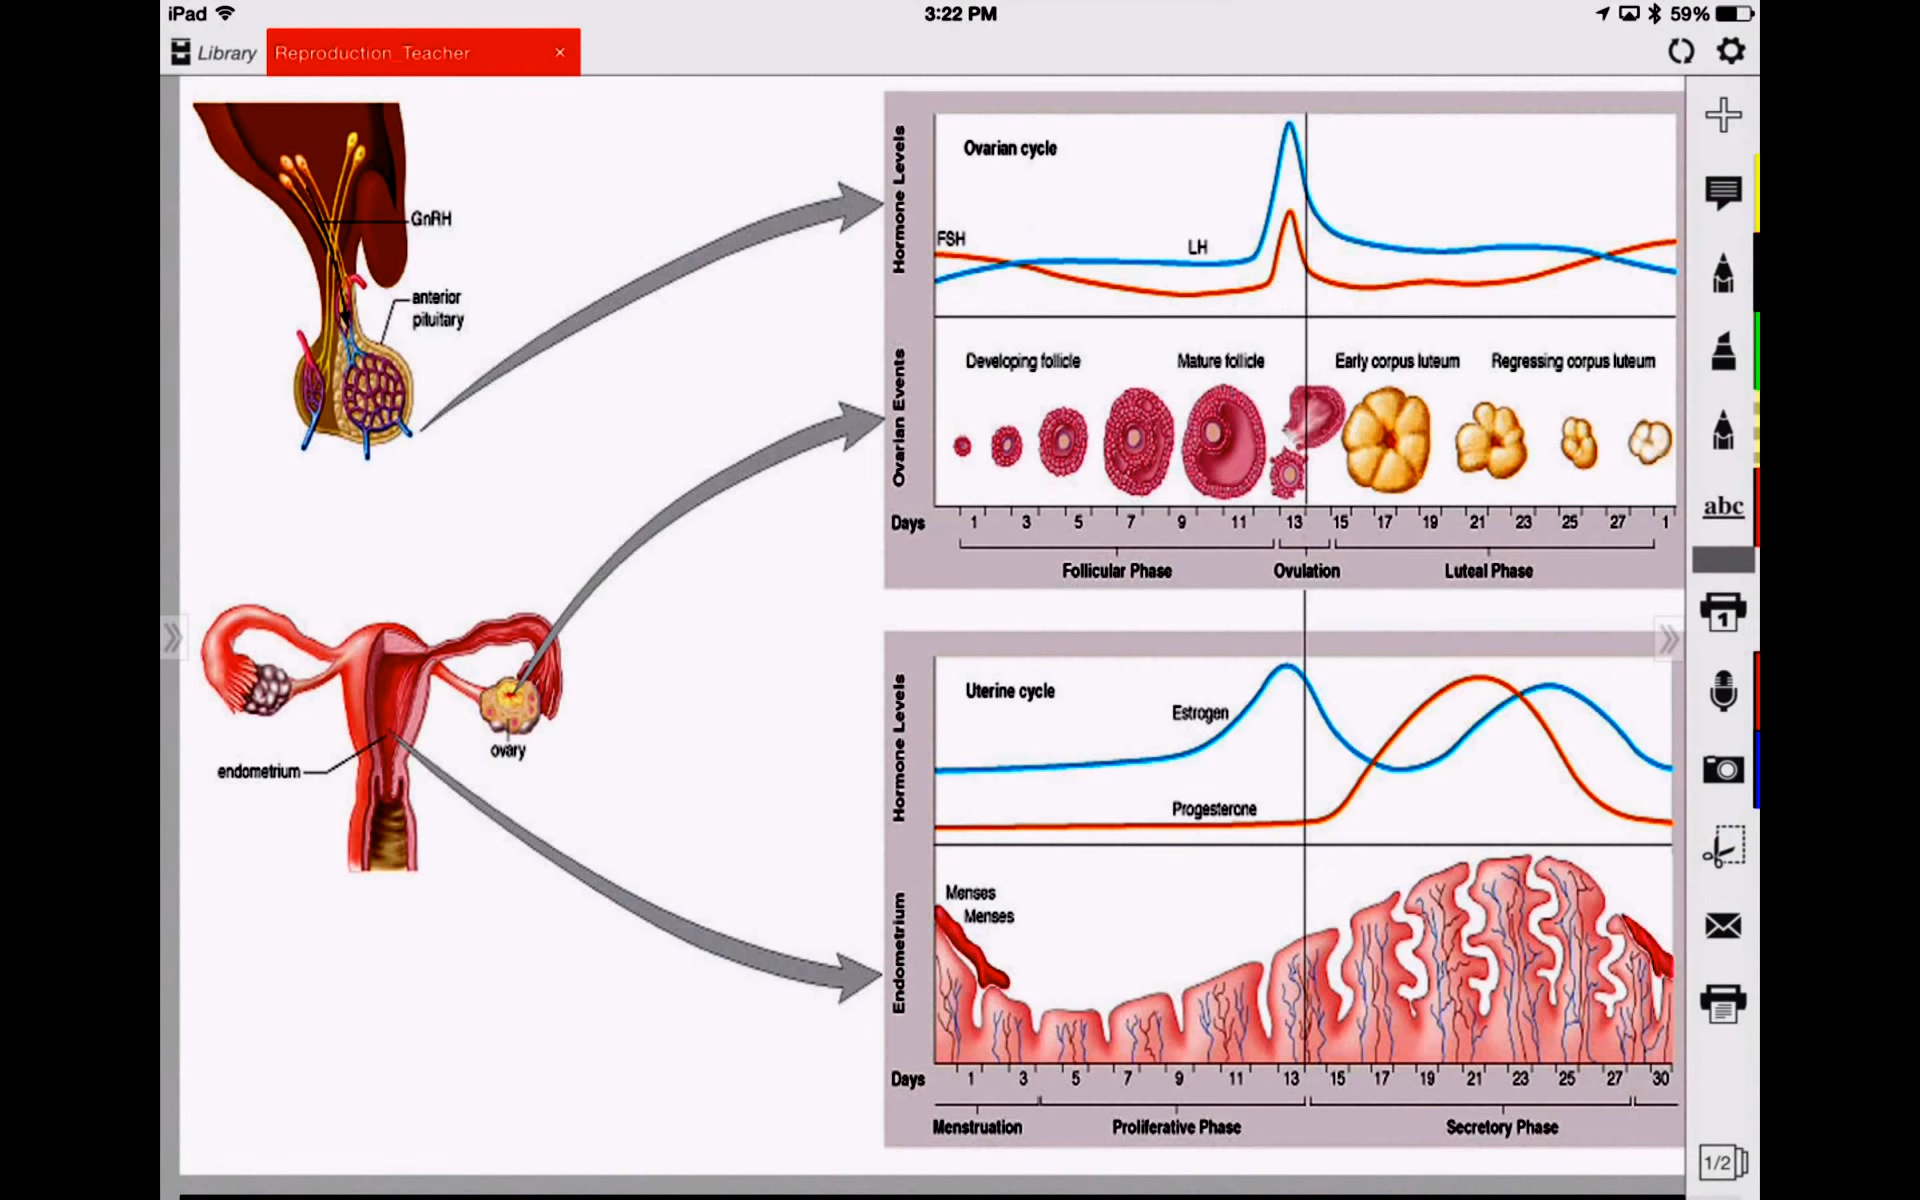 iPad
3:22 PM
59%
Library
Reproduction_Teacher
×
GnRH
anterior
pituitary
Hormone Levels
Ovarian cycle
FSH
LH
Ovarian Events
Developing follicle
Mature follicle
Early corpus luteum
Regressing corpus luteum
Days 1 3 5 7 9 11 13 15 17 19 21 23 25 27 1
Follicular Phase
Ovulation
Luteal Phase
endometrium
ovary
Hormone Levels
Uterine cycle
Estrogen
Progesterone
Endometrium
Menses
Menses
Days 1 3 5 7 9 11 13 15 17 19 21 23 25 27 30
Menstruation
Proliferative Phase
Secretory Phase
abc
1
1/2